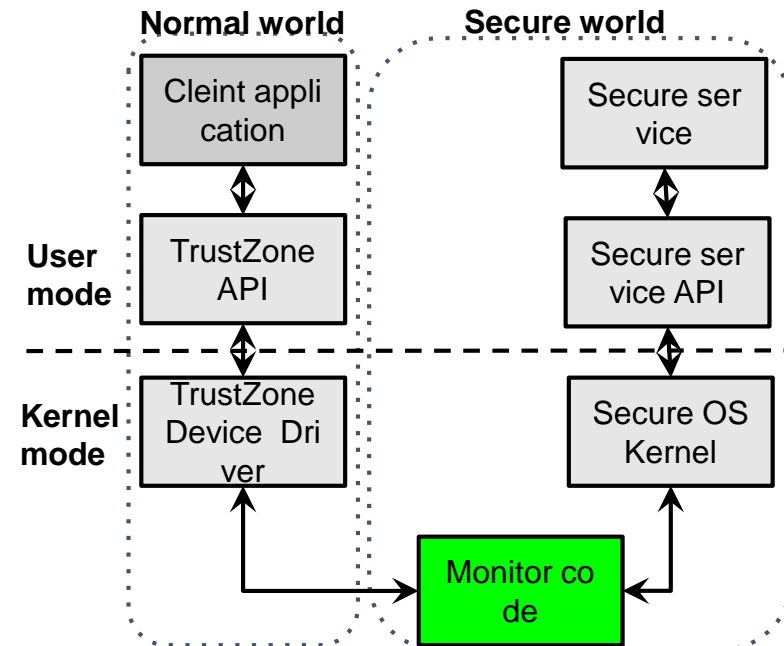 Normal world
Secure world
Cleint appli
cation
Secure ser
vice
User
mode
TrustZone
API
Secure ser
vice API
Kernel
mode
TrustZone
Device Dri
ver
Secure OS
Kernel
Monitor co
de